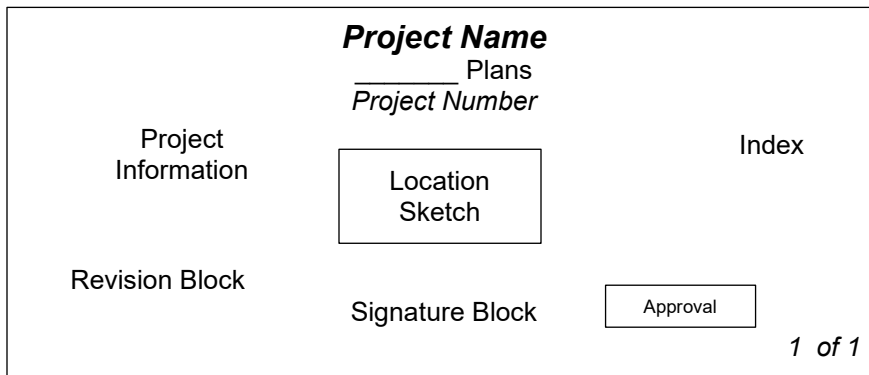 Project Name
_______ Plans
Project Number
Project
Information
Index
Location
Sketch
Revision Block
Signature Block
Approval
1 of 1